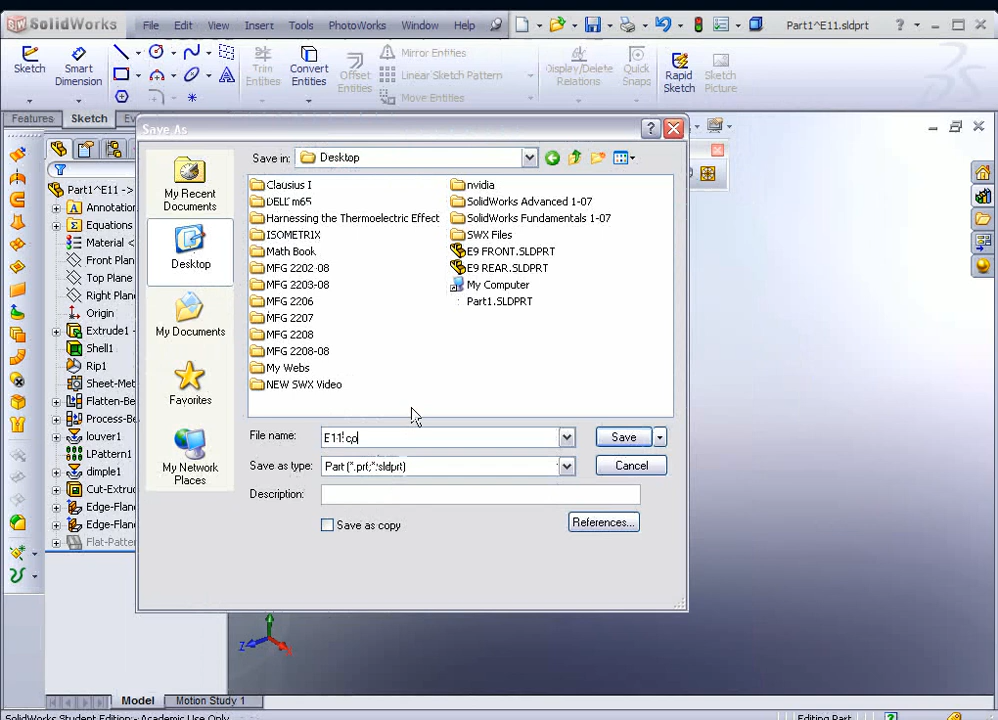 SolidWorks File Edit View Insert Tools PhotoWorks Window Help Part1^E11.sldprt
Sketch Smart Dimension Trim Entities Convert Entities Offset Entities Mirror Entities Linear Sketch Pattern Move Entities Display/Delete Relations Quick Snaps Rapid Sketch Sketch Picture
Features Sketch
Save As
Save in: Desktop
My Recent Documents
Desktop
My Documents
Favorites
My Network Places
Clausius I
DELL m65
Harnessing the Thermoelectric Effect
ISOMETRIX
Math Book
MFG 2202-08
MFG 2203-08
MFG 2206
MFG 2207
MFG 2208
MFG 2208-08
My Webs
NEW SWX Video
nvidia
SolidWorks Advanced 1-07
SolidWorks Fundamentals 1-07
SWX Files
E9 FRONT.SLDPRT
E9 REAR.SLDPRT
My Computer
Part1.SLDPRT
File name:
Save
Save as type: Part (*.prt;*.sldprt)
Cancel
Description:
Save as copy
References...
Part1^E11 ->
Annotation
Equations
Material <
Front Plan
Top Plane
Right Plan
Origin
Extrude1 -
Shell1
Rip1
Sheet-Met
Flatten-Be
Process-Be
louver1
LPattern1
dimple1
Cut-Extru
Edge-Flan
Edge-Flan
Flat-Patter
Z
Model Motion Study 1
SolidWorks Student Edition - Academic Use Only Editing Part